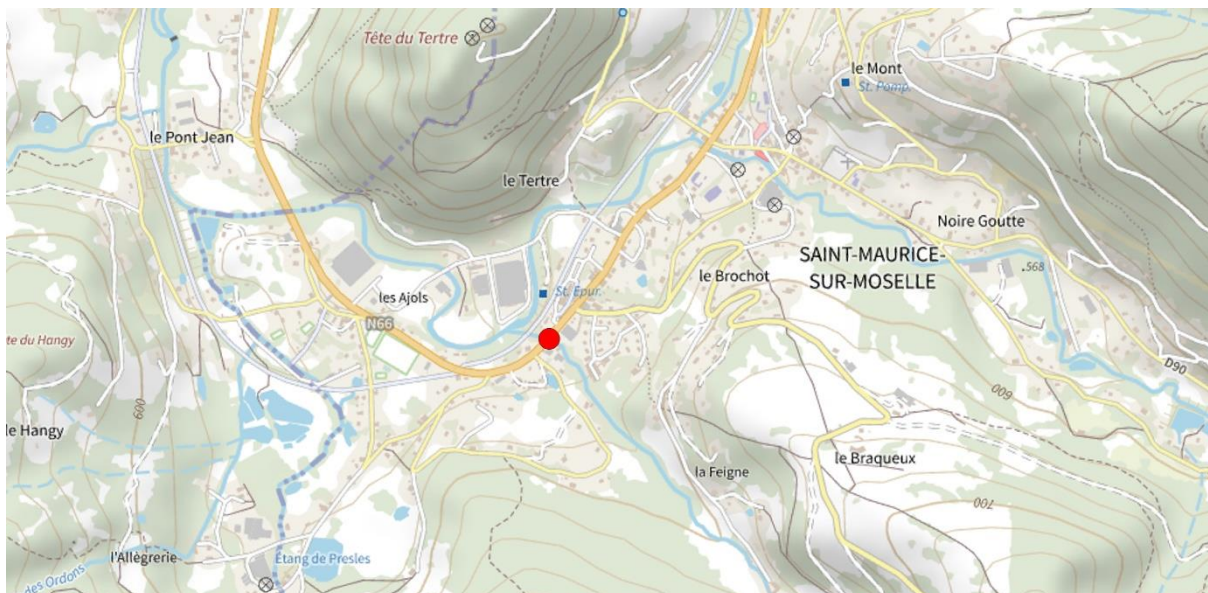 Tête du Tertre
le Mont
St. Pomp.
le Pont Jean
le Tertre
Noire Goutte
SAINT-MAURICE-
SUR-MOSELLE
568
le Brochot
St. Epur.
les Ajols
N66
te du Hangy
D90
600
600
le Hangy
le Braqueux
la Feigne
700
l'Allègrerie
Étang de Presles
des Ordons